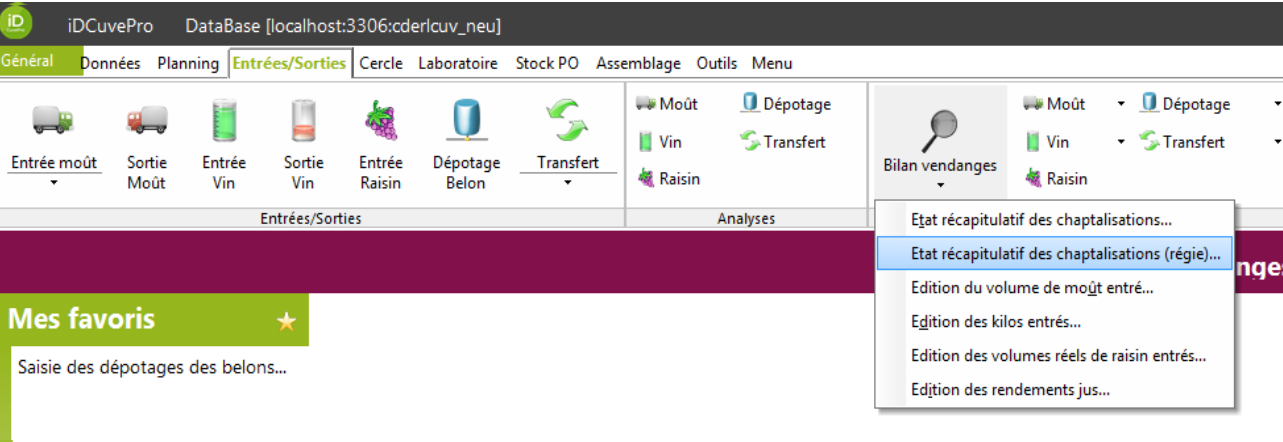 iD
iDCuvePro DataBase [localhost:3306:cderlcuv_neu]
Général Données Planning Entrées/Sorties Cercle Laboratoire Stock PO Assemblage Outils Menu
Entrée moût
Sortie Moût
Entrée Vin
Sortie Vin
Entrée Raisin
Dépotage Belon
Transfert
Entrées/Sorties
Moût Dépotage
Vin Transfert
Raisin
Analyses
Bilan vendanges
Moût Dépotage
Vin Transfert
Raisin
Etat récapitulatif des chaptalisations...
Etat récapitulatif des chaptalisations (régie)...
Edition du volume de moût entré...
Edition des kilos entrés...
Edition des volumes réels de raisin entrés...
Edition des rendements jus...
Mes favoris
Saisie des dépotages des belons...